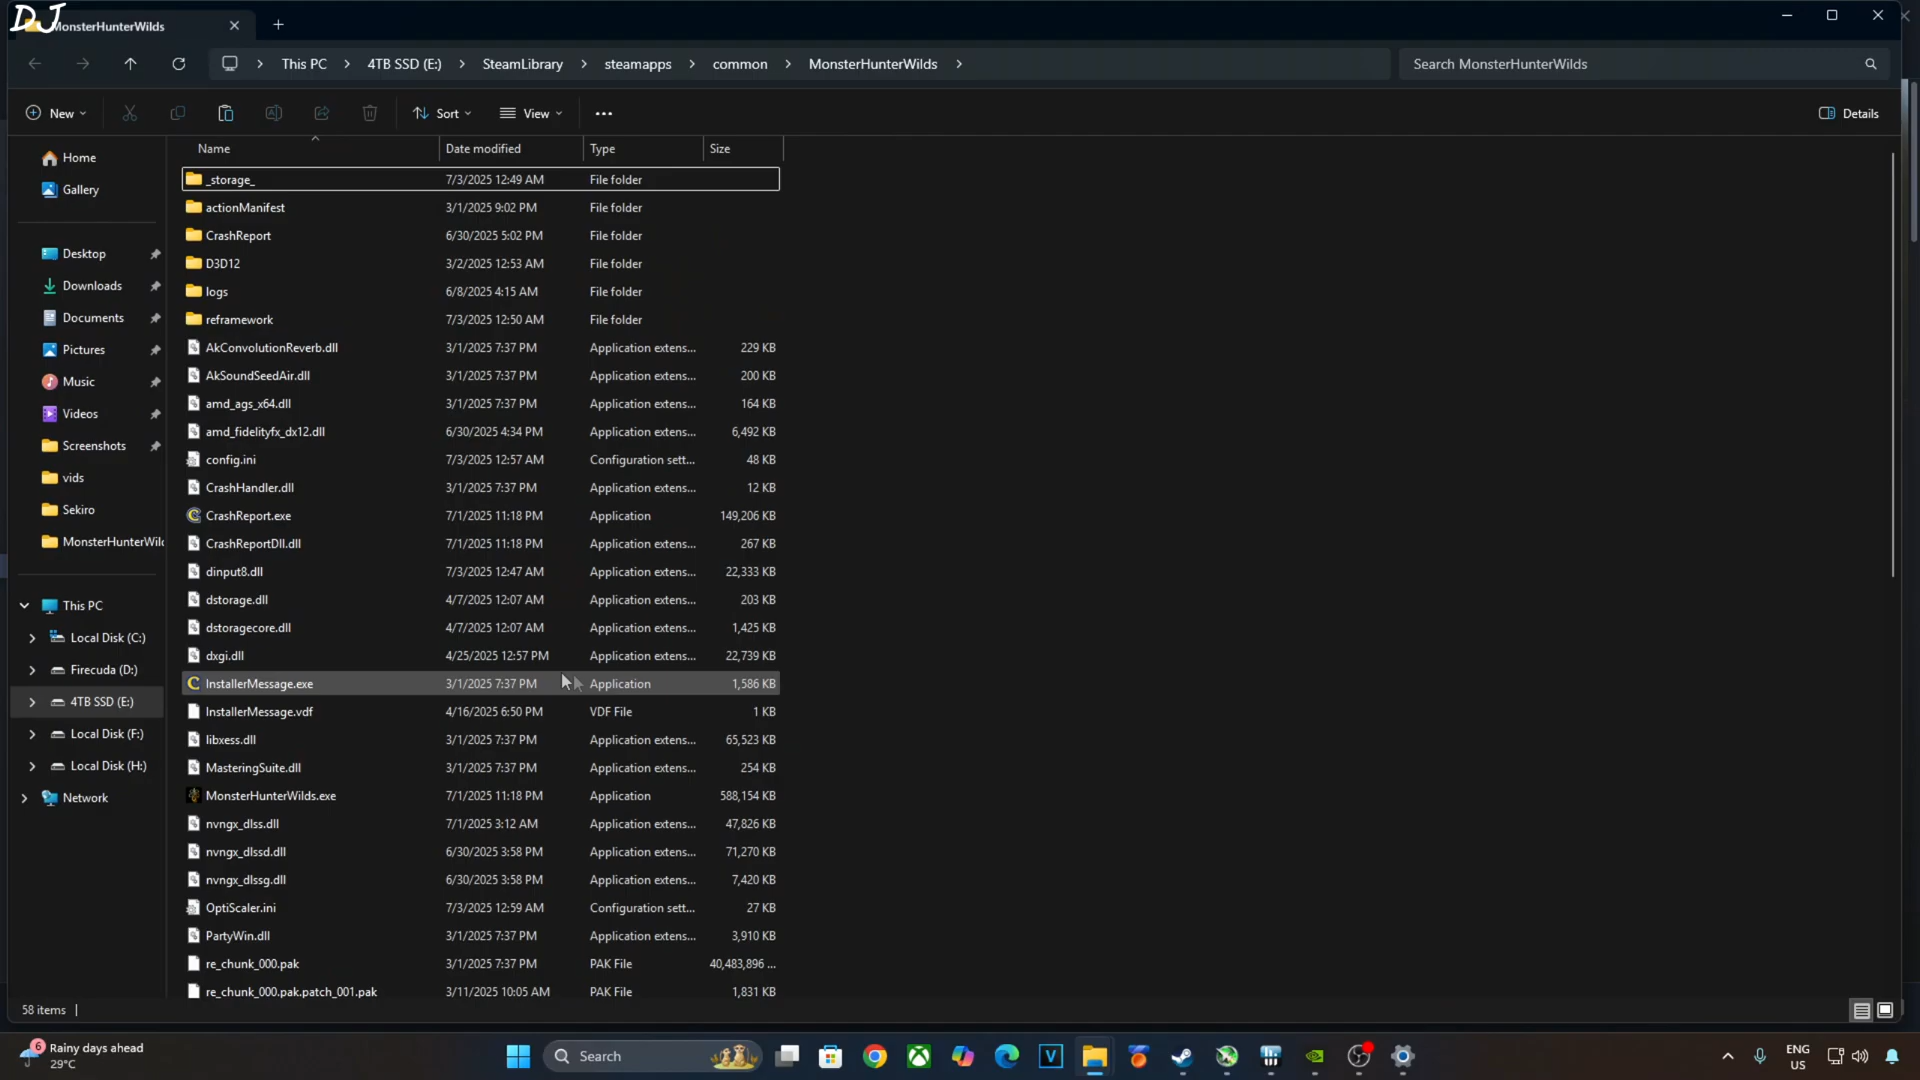 DJ
MonsterHunterWilds
This PC > 4TB SSD (E:) > SteamLibrary > steamapps > common > MonsterHunterWilds >
Search MonsterHunterWilds
New Sort View ... Details
Name Date modified Type Size
Home
Gallery
Desktop
Downloads
Documents
Pictures
Music
Videos
Screenshots
vids
Sekiro
MonsterHunterWild
This PC
Local Disk (C:)
Firecuda (D:)
4TB SSD (E:)
Local Disk (F:)
Local Disk (H:)
Network
_storage_ 7/3/2025 12:49 AM File folder
actionManifest 3/1/2025 9:02 PM File folder
CrashReport 6/30/2025 5:02 PM File folder
D3D12 3/2/2025 12:53 AM File folder
logs 6/8/2025 4:15 AM File folder
reframework 7/3/2025 12:50 AM File folder
AkConvolutionReverb.dll 3/1/2025 7:37 PM Application extens... 229 KB
AkSoundSeedAir.dll 3/1/2025 7:37 PM Application extens... 200 KB
amd_ags_x64.dll 3/1/2025 7:37 PM Application extens... 164 KB
amd_fidelityfx_dx12.dll 6/30/2025 4:34 PM Application extens... 6,492 KB
config.ini 7/3/2025 12:57 AM Configuration sett... 48 KB
CrashHandler.dll 3/1/2025 7:37 PM Application extens... 12 KB
CrashReport.exe 7/1/2025 11:18 PM Application 149,206 KB
CrashReportDll.dll 7/1/2025 11:18 PM Application extens... 267 KB
dinput8.dll 7/3/2025 12:47 AM Application extens... 22,333 KB
dstorage.dll 4/7/2025 12:07 AM Application extens... 203 KB
dstoragecore.dll 4/7/2025 12:07 AM Application extens... 1,425 KB
dxgi.dll 4/25/2025 12:57 PM Application extens... 22,739 KB
InstallerMessage.exe 3/1/2025 7:37 PM Application 1,586 KB
InstallerMessage.vdf 4/16/2025 6:50 PM VDF File 1 KB
libxess.dll 3/1/2025 7:37 PM Application extens... 65,523 KB
MasteringSuite.dll 3/1/2025 7:37 PM Application extens... 254 KB
MonsterHunterWilds.exe 7/1/2025 11:18 PM Application 588,154 KB
nvngx_dlss.dll 7/1/2025 3:12 AM Application extens... 47,826 KB
nvngx_dlssd.dll 6/30/2025 3:58 PM Application extens... 71,270 KB
nvngx_dlssg.dll 6/30/2025 3:58 PM Application extens... 7,420 KB
OptiScaler.ini 7/3/2025 12:59 AM Configuration sett... 27 KB
PartyWin.dll 3/1/2025 7:37 PM Application extens... 3,910 KB
re_chunk_000.pak 3/1/2025 7:37 PM PAK File 40,483,896 ...
re_chunk_000.pak.patch_001.pak 3/11/2025 10:05 AM PAK File 1,831 KB
58 items
6
Rainy days ahead
29°C
Search
V
ENG
US